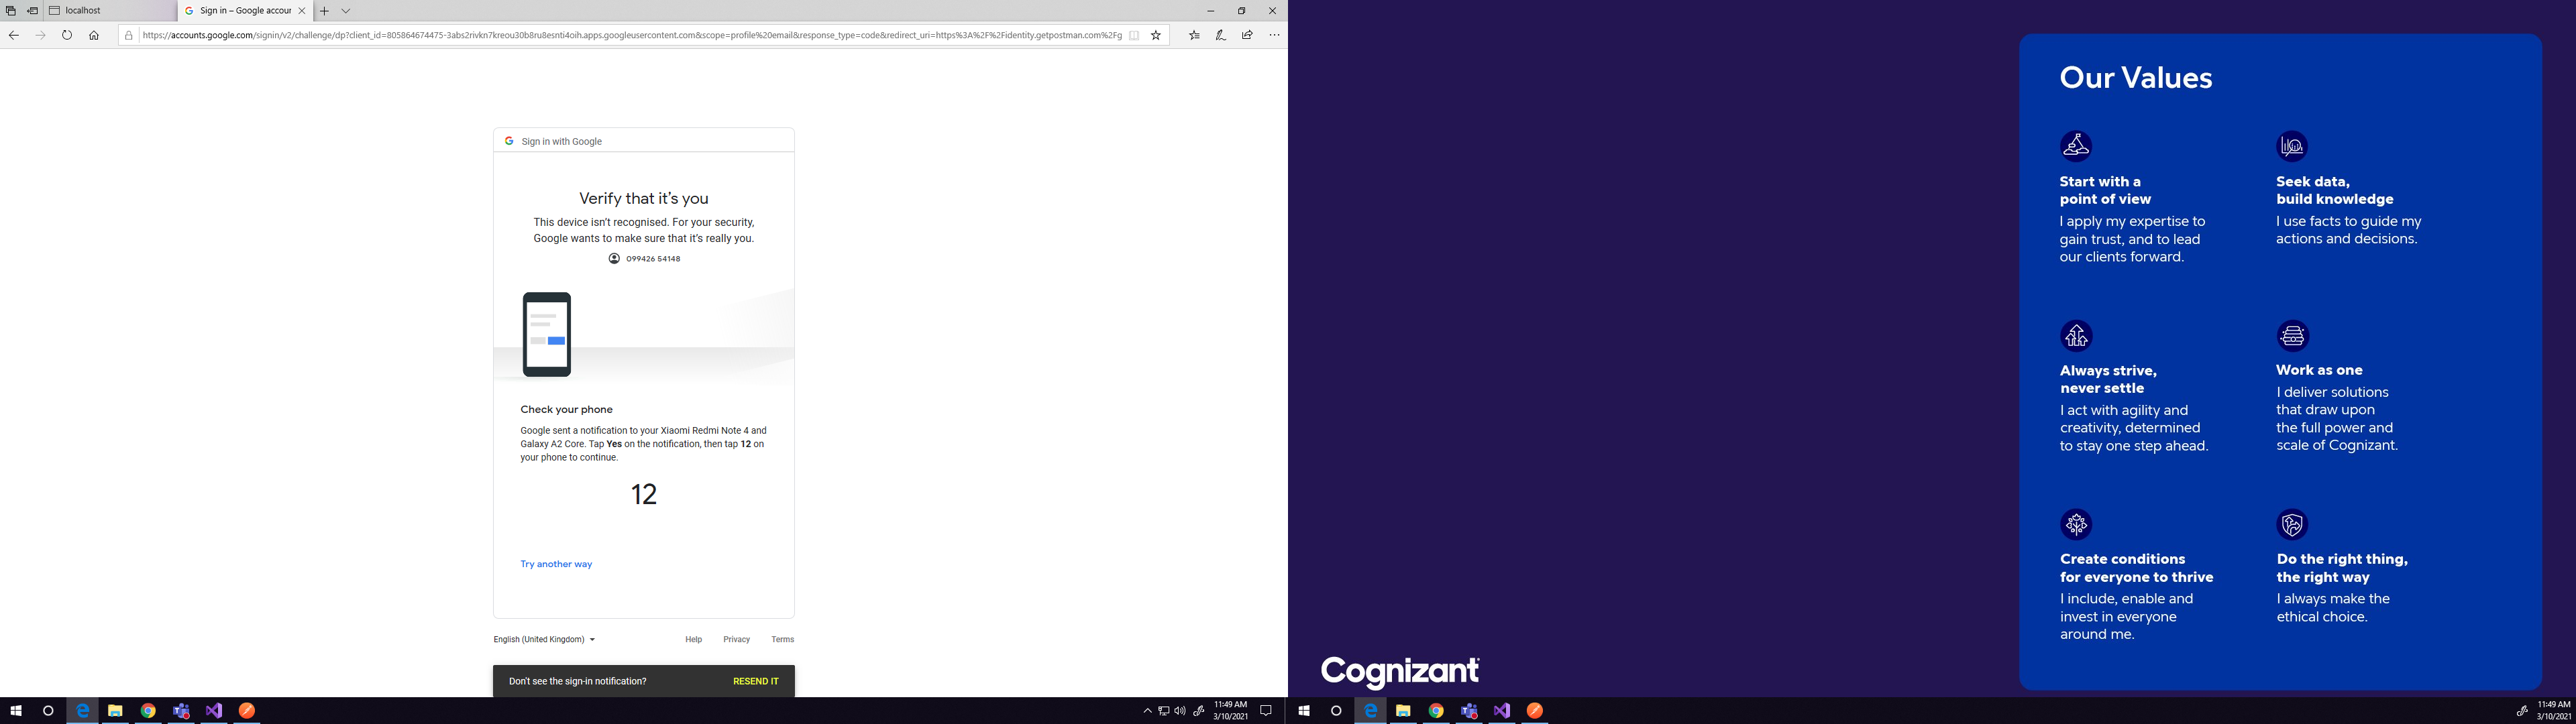 localhost
Sign in – Google accour
https://accounts.google.com/signin/v2/challenge/dp?client_id=805864674475-3abs2rivkn7kreou30b8ru8esnti4oih.apps.googleusercontent.com&scope=profile%20email&response_type=code&redirect_uri=https%3A%2F%2Fidentity.getpostman.com%2Fg
Sign in with Google
Verify that it's you
This device isn't recognised. For your security,
Google wants to make sure that it's really you.
099426 54148
Check your phone
Google sent a notification to your Xiaomi Redmi Note 4 and
Galaxy A2 Core. Tap Yes on the notification, then tap 12 on
your phone to continue.
12
Try another way
English (United Kingdom)
Help Privacy Terms
Don't see the sign-in notification? RESEND IT
11:49 AM
3/10/2021
Our Values
Start with a
point of view
I apply my expertise to
gain trust, and to lead
our clients forward.
Seek data,
build knowledge
I use facts to guide my
actions and decisions.
Always strive,
never settle
I act with agility and
creativity, determined
to stay one step ahead.
Work as one
I deliver solutions
that draw upon
the full power and
scale of Cognizant.
Create conditions
for everyone to thrive
I include, enable and
invest in everyone
around me.
Do the right thing,
the right way
I always make the
ethical choice.
Cognizant
11:49 AM
3/10/2021